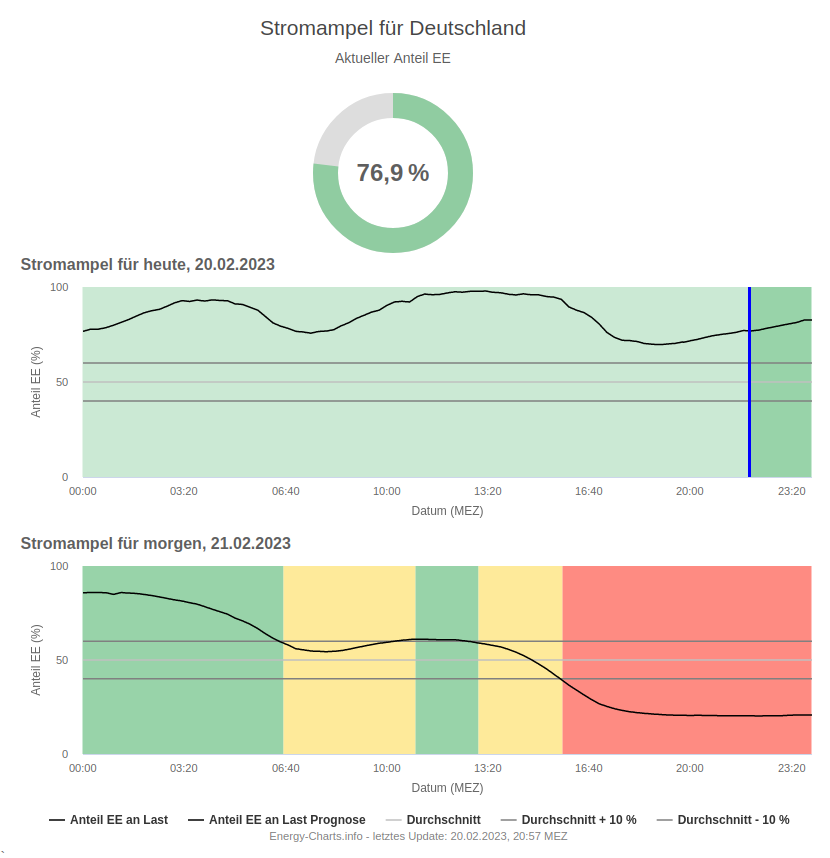 Stromampel für Deutschland
Aktueller Anteil EE
76,9 %
Stromampel für heute, 20.02.2023
100
50
0
Anteil EE (%)
00:00 03:20 06:40 10:00 13:20 16:40 20:00 23:20
Datum (MEZ)
Stromampel für morgen, 21.02.2023
100
50
0
Anteil EE (%)
00:00 03:20 06:40 10:00 13:20 16:40 20:00 23:20
Datum (MEZ)
Anteil EE an Last Anteil EE an Last Prognose Durchschnitt Durchschnitt + 10 % Durchschnitt - 10 %
Energy-Charts.info - letztes Update: 20.02.2023, 20:57 MEZ
`